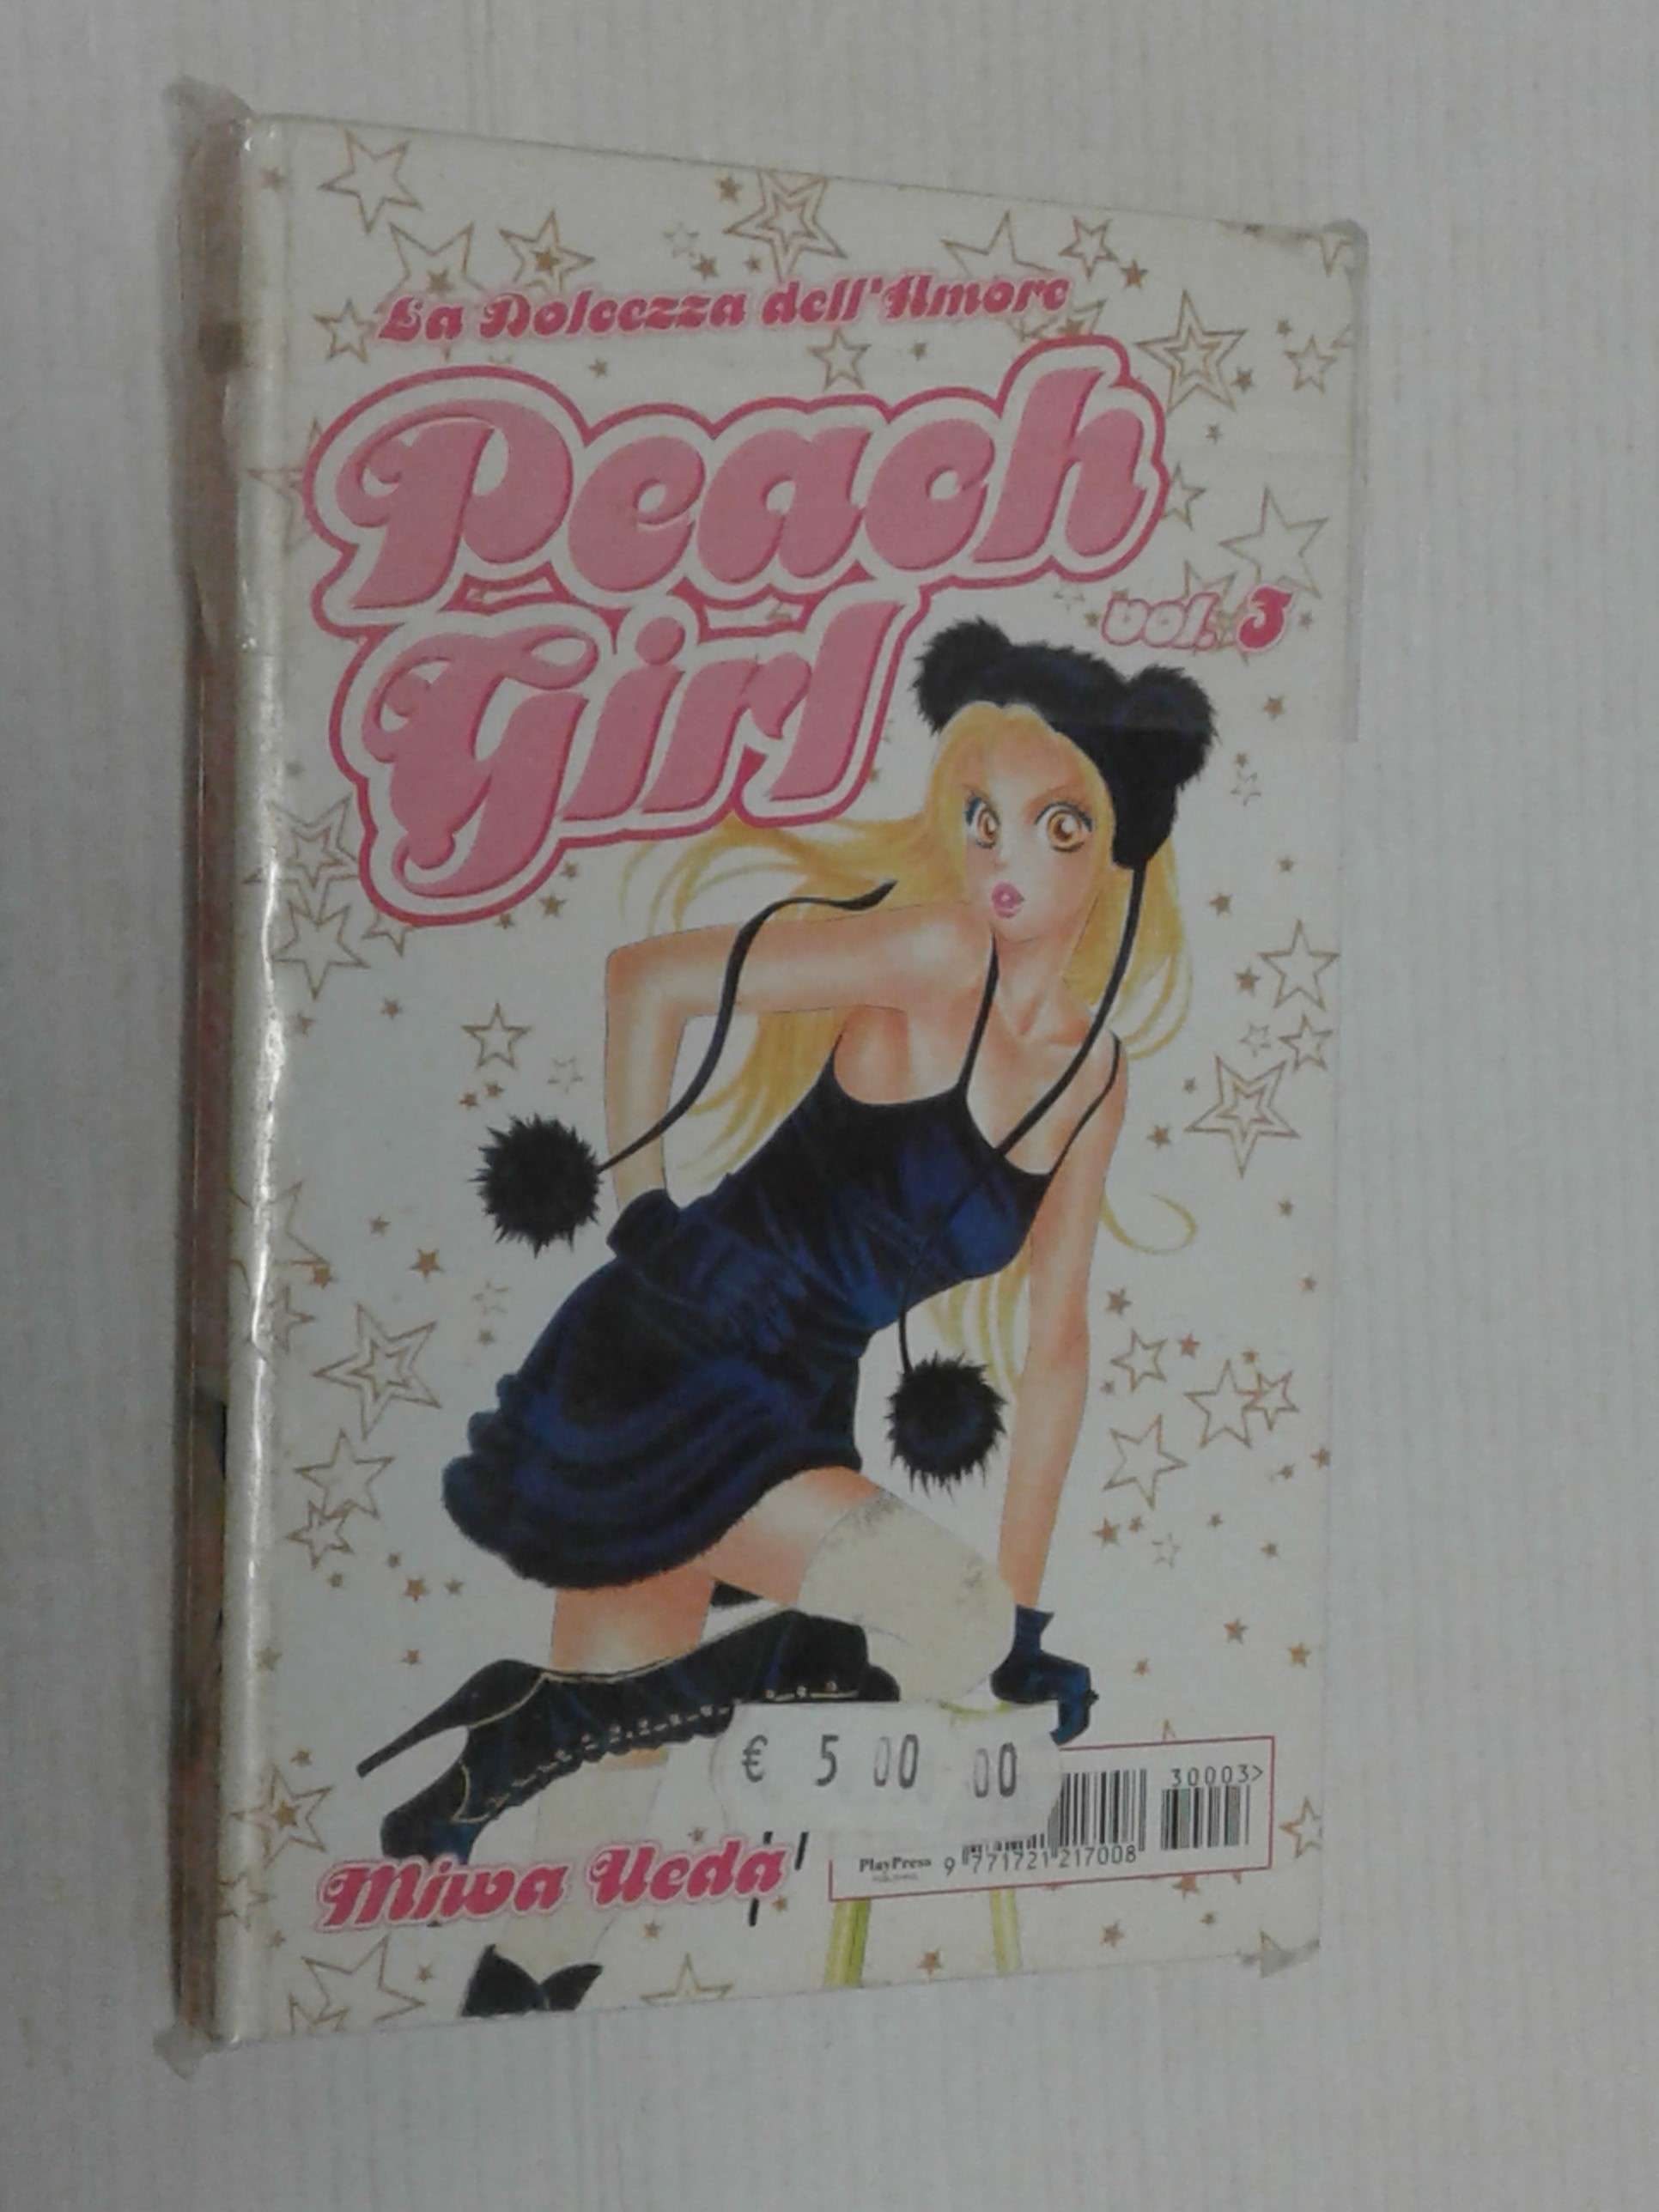 La Dolcezza dell'Amore
Peach
Girl
vol. 3
€ 5 00 00
30003>
Miwa Ueda
PlayPress
9 771721 217008